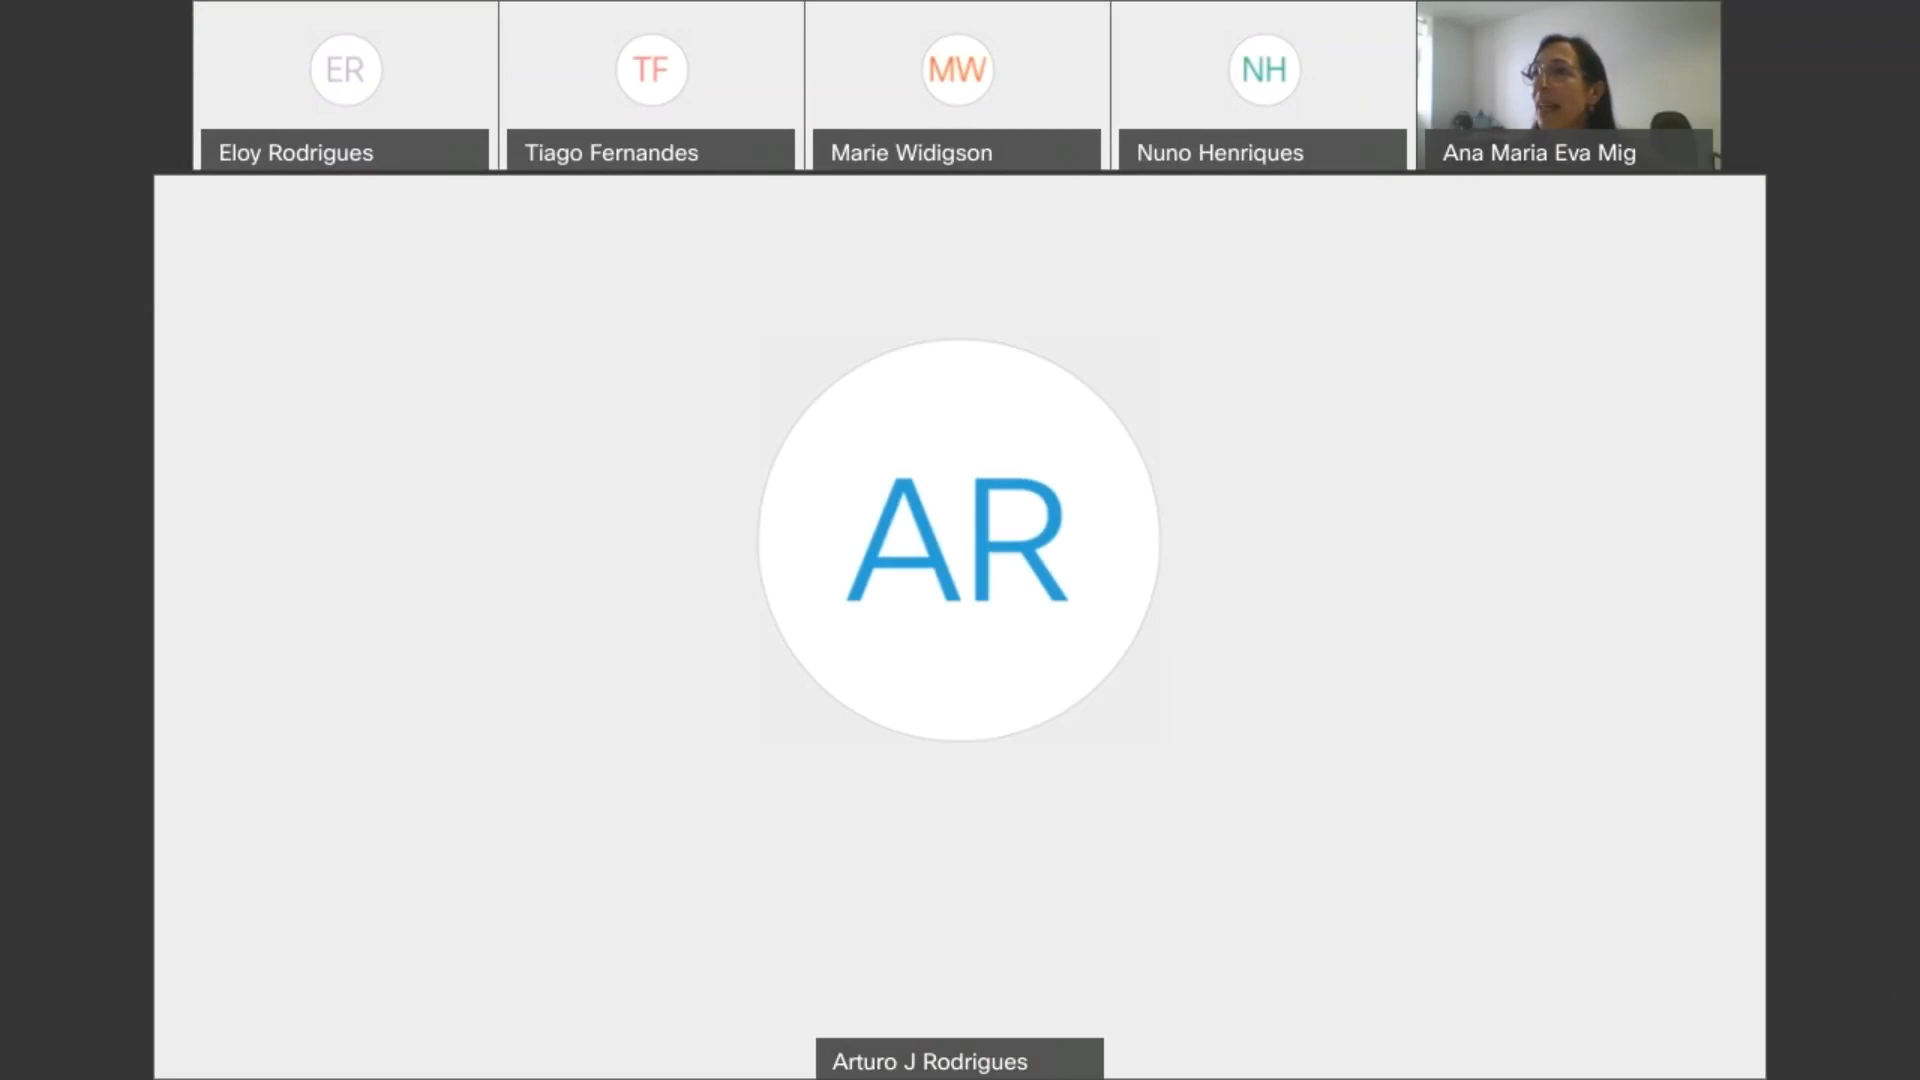 ER
TF
MW
NH
Eloy Rodrigues
Tiago Fernandes
Marie Widigson
Nuno Henriques
Ana Maria Eva Mig
AR
Arturo J Rodrigues